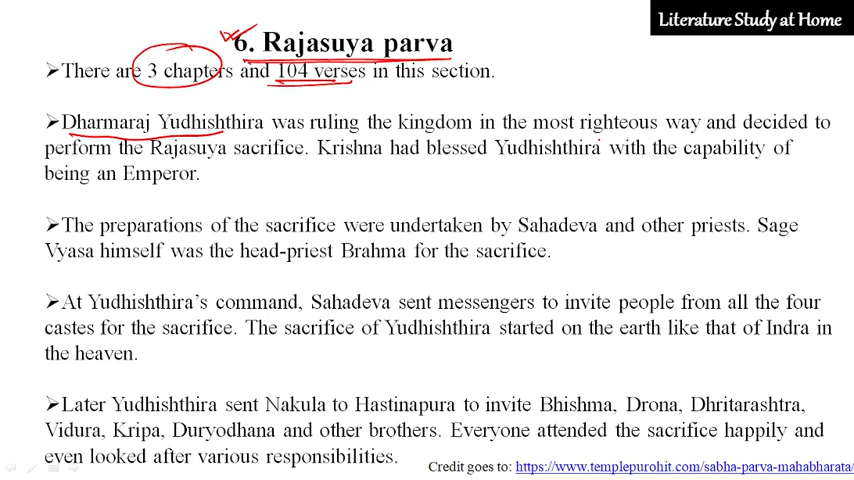 Literature Study at Home
6. Rajasuya parva
➢There are 3 chapters and 104 verses in this section.
➢Dharmaraj Yudhishthira was ruling the kingdom in the most righteous way and decided to
perform the Rajasuya sacrifice. Krishna had blessed Yudhishthira with the capability of
being an Emperor.
➢The preparations of the sacrifice were undertaken by Sahadeva and other priests. Sage
Vyasa himself was the head-priest Brahma for the sacrifice.
➢At Yudhishthira's command, Sahadeva sent messengers to invite people from all the four
castes for the sacrifice. The sacrifice of Yudhishthira started on the earth like that of Indra in
the heaven.
➢Later Yudhishthira sent Nakula to Hastinapura to invite Bhishma, Drona, Dhritarashtra,
Vidura, Kripa, Duryodhana and other brothers. Everyone attended the sacrifice happily and
even looked after various responsibilities.
Credit goes to: https://www.templepurohit.com/sabha-parva-mahabharata/